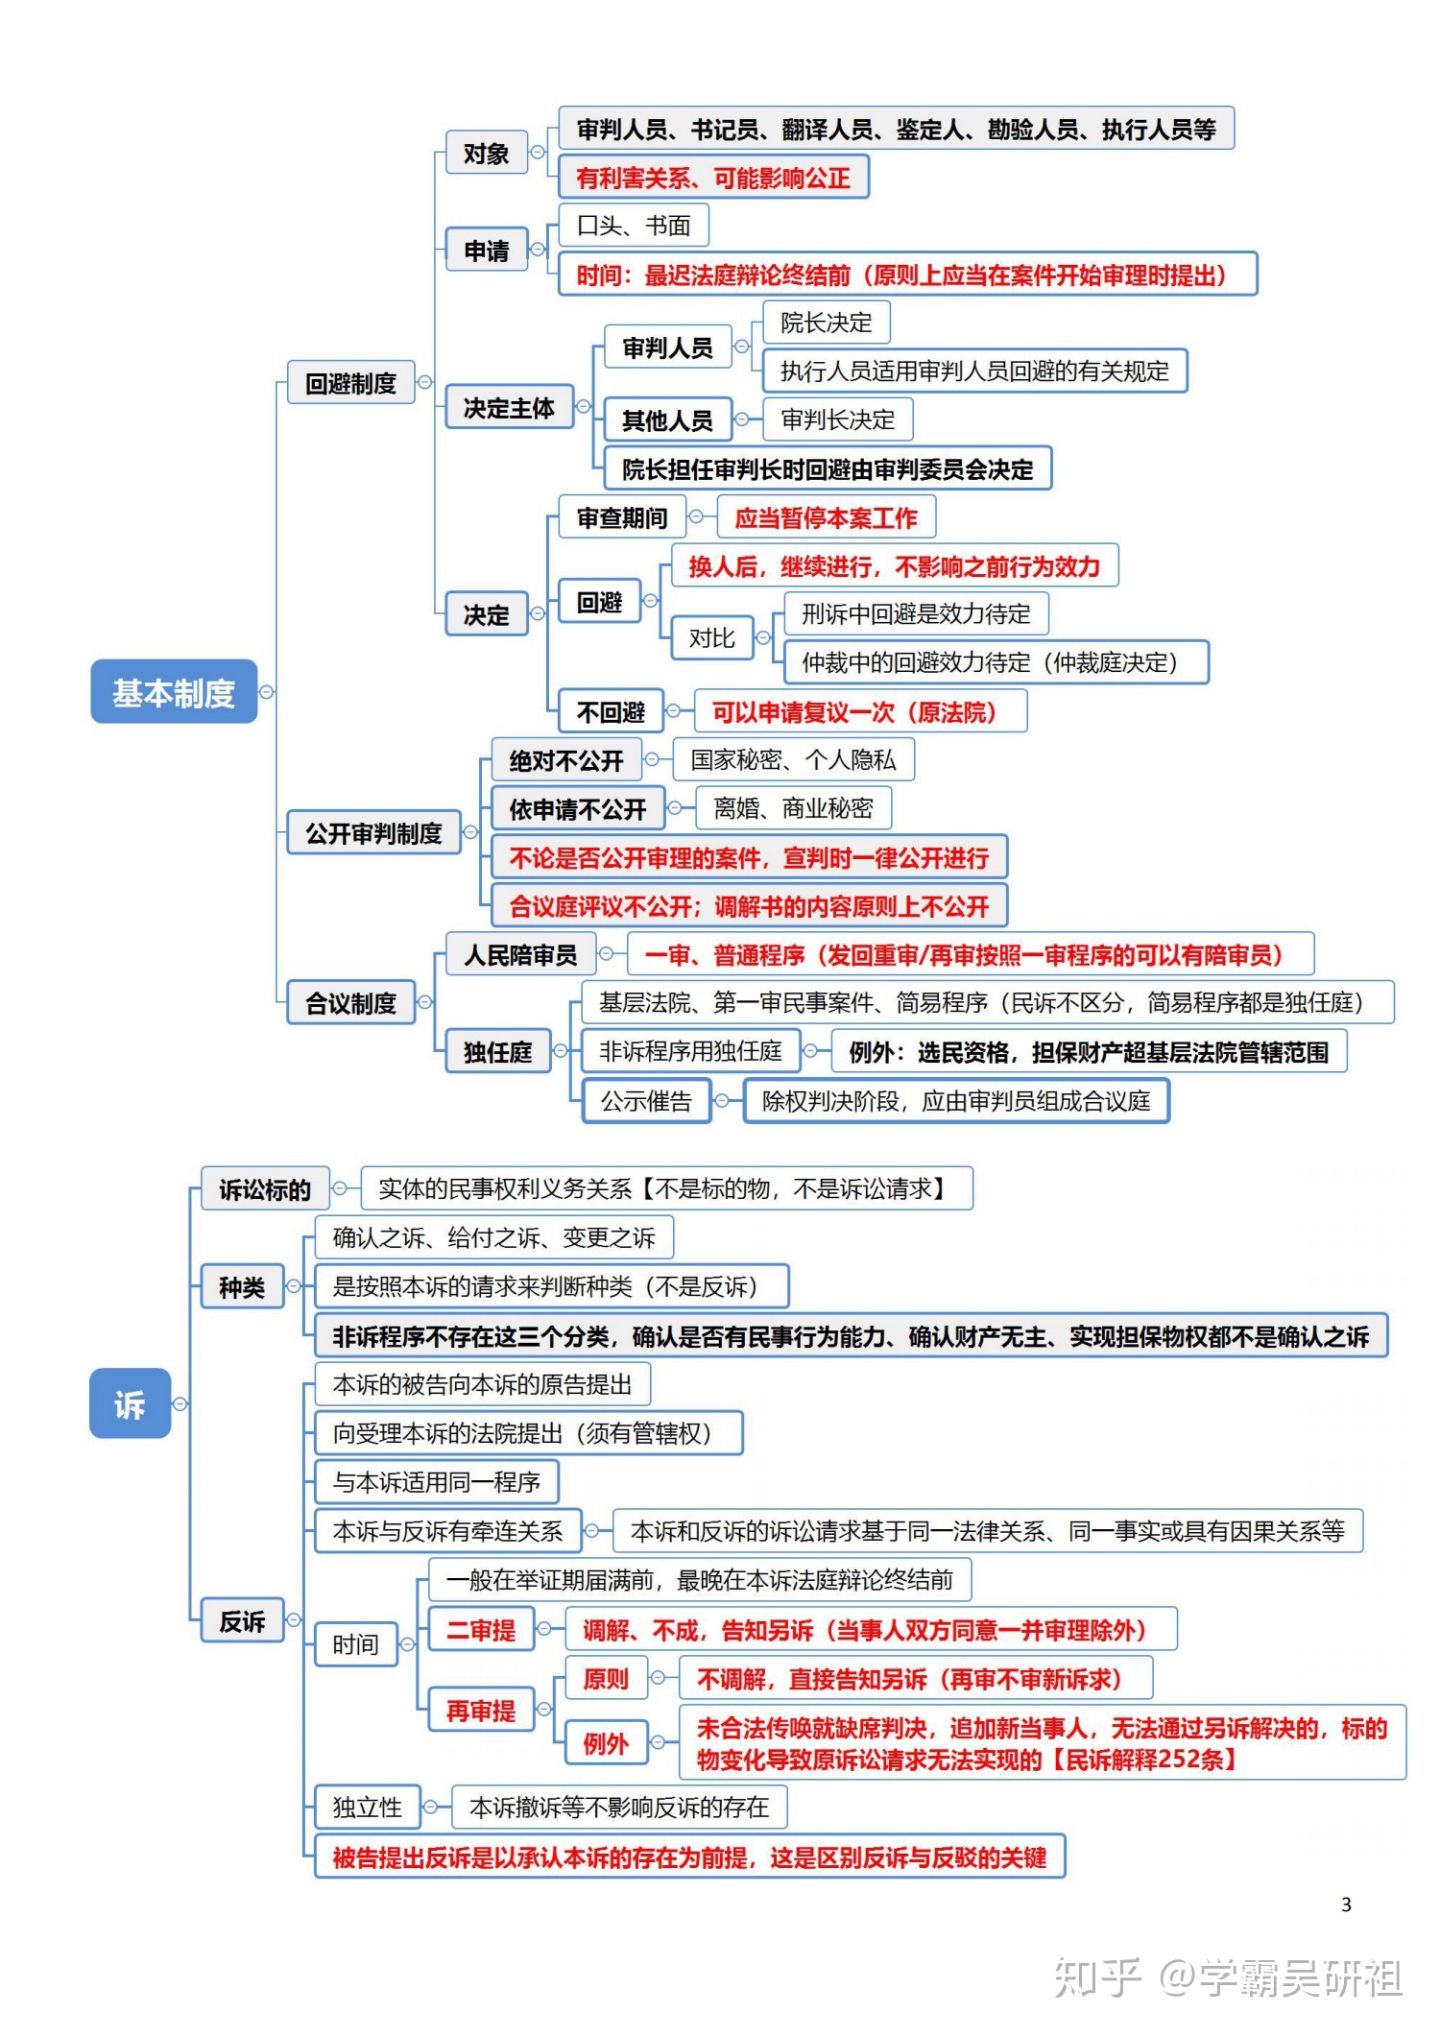 审判人员、书记员、翻译人员、鉴定人、勘验人员、执行人员等
对象
有利害关系、可能影响公正
口头、书面
申请
时间：最迟法庭辩论终结前（原则上应当在案件开始审理时提出）
院长决定
审判人员
执行人员适用审判人员回避的有关规定
回避制度
决定主体
其他人员
审判长决定
院长担任审判长时回避由审判委员会决定
审查期间
应当暂停本案工作
换人后，继续进行，不影响之前行为效力
回避
决定
刑诉中回避是效力待定
对比
仲裁中的回避效力待定（仲裁庭决定）
基本制度
不回避
可以申请复议一次（原法院）
绝对不公开
国家秘密、个人隐私
依申请不公开
离婚、商业秘密
公开审判制度
不论是否公开审理的案件，宣判时一律公开进行
合议庭评议不公开；调解书的内容原则上不公开
人民陪审员
一审、普通程序（发回重审/再审按照一审程序的可以有陪审员）
合议制度
基层法院、第一审民事案件、简易程序（民诉不区分，简易程序都是独任庭）
独任庭
非诉程序用独任庭
例外：选民资格，担保财产超基层法院管辖范围
公示催告
除权判决阶段，应由审判员组成合议庭
诉讼标的
实体的民事权利义务关系【不是标的物，不是诉讼请求】
确认之诉、给付之诉、变更之诉
种类
是按照本诉的请求来判断种类（不是反诉）
非诉程序不存在这三个分类，确认是否有民事行为能力、确认财产无主、实现担保物权都不是确认之诉
诉
本诉的被告向本诉的原告提出
向受理本诉的法院提出（须有管辖权）
与本诉适用同一程序
本诉与反诉有牵连关系
本诉和反诉的诉讼请求基于同一法律关系、同一事实或具有因果关系等
一般在举证期届满前，最晚在本诉法庭辩论终结前
反诉
二审提
调解、不成，告知另诉（当事人双方同意一并审理除外）
时间
原则
不调解，直接告知另诉（再审不审新诉求）
再审提
例外
未合法传唤就缺席判决，追加新当事人，无法通过另诉解决的，标的
物变化导致原诉讼请求无法实现的【民诉解释252条】
独立性
本诉撤诉等不影响反诉的存在
被告提出反诉是以承认本诉的存在为前提，这是区别反诉与反驳的关键
3
知乎 @学霸吴研祖